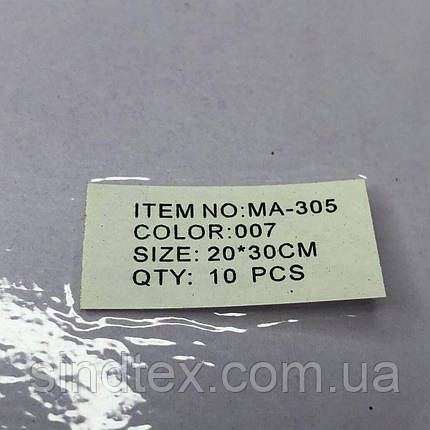 ITEM NO:MA-305
COLOR:007
SIZE: 20*30CM
QTY: 10 PCS
sindtex.com.ua